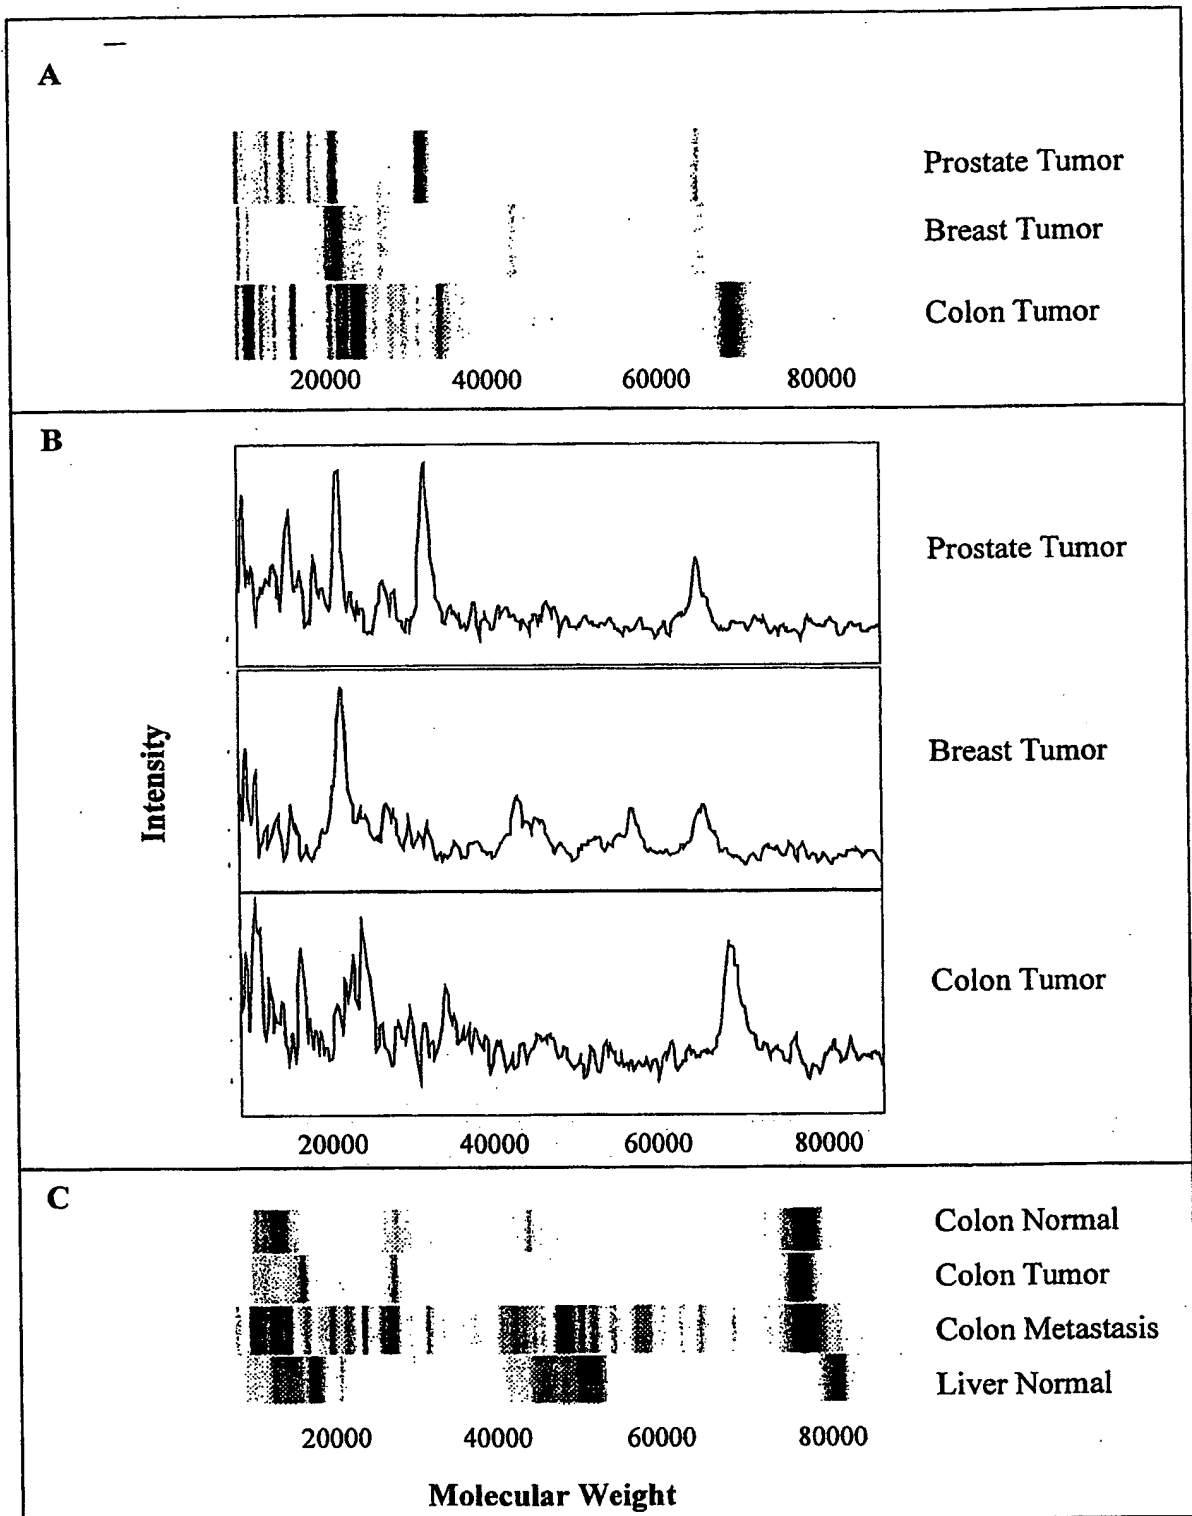 A
Prostate Tumor
Breast Tumor
Colon Tumor
20000 40000 60000 80000
B
Prostate Tumor
Breast Tumor
Intensity
Colon Tumor
20000 40000 60000 80000
C
Colon Normal
Colon Tumor
Colon Metastasis
Liver Normal
20000 40000 60000 80000
Molecular Weight